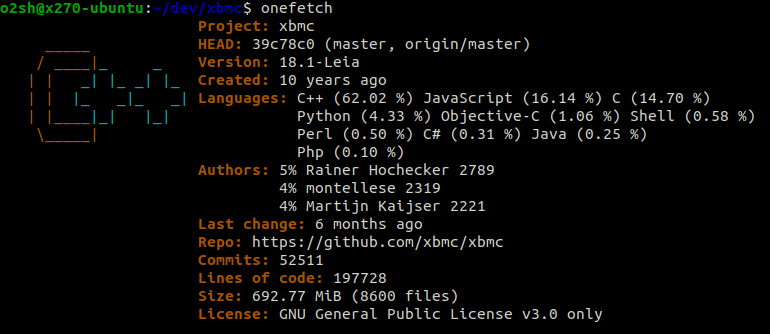 o2sh@x270-ubuntu:~/dev/xbmc$ onefetch
Project: xbmc
HEAD: 39c78c0 (master, origin/master)
Version: 18.1-Leia
Created: 10 years ago
Languages: C++ (62.02 %) JavaScript (16.14 %) C (14.70 %)
Python (4.33 %) Objective-C (1.06 %) Shell (0.58 %)
Perl (0.50 %) C# (0.31 %) Java (0.25 %)
Php (0.10 %)
Authors: 5% Rainer Hochecker 2789
4% montellese 2319
4% Martijn Kaijser 2221
Last change: 6 months ago
Repo: https://github.com/xbmc/xbmc
Commits: 52511
Lines of code: 197728
Size: 692.77 MiB (8600 files)
License: GNU General Public License v3.0 only